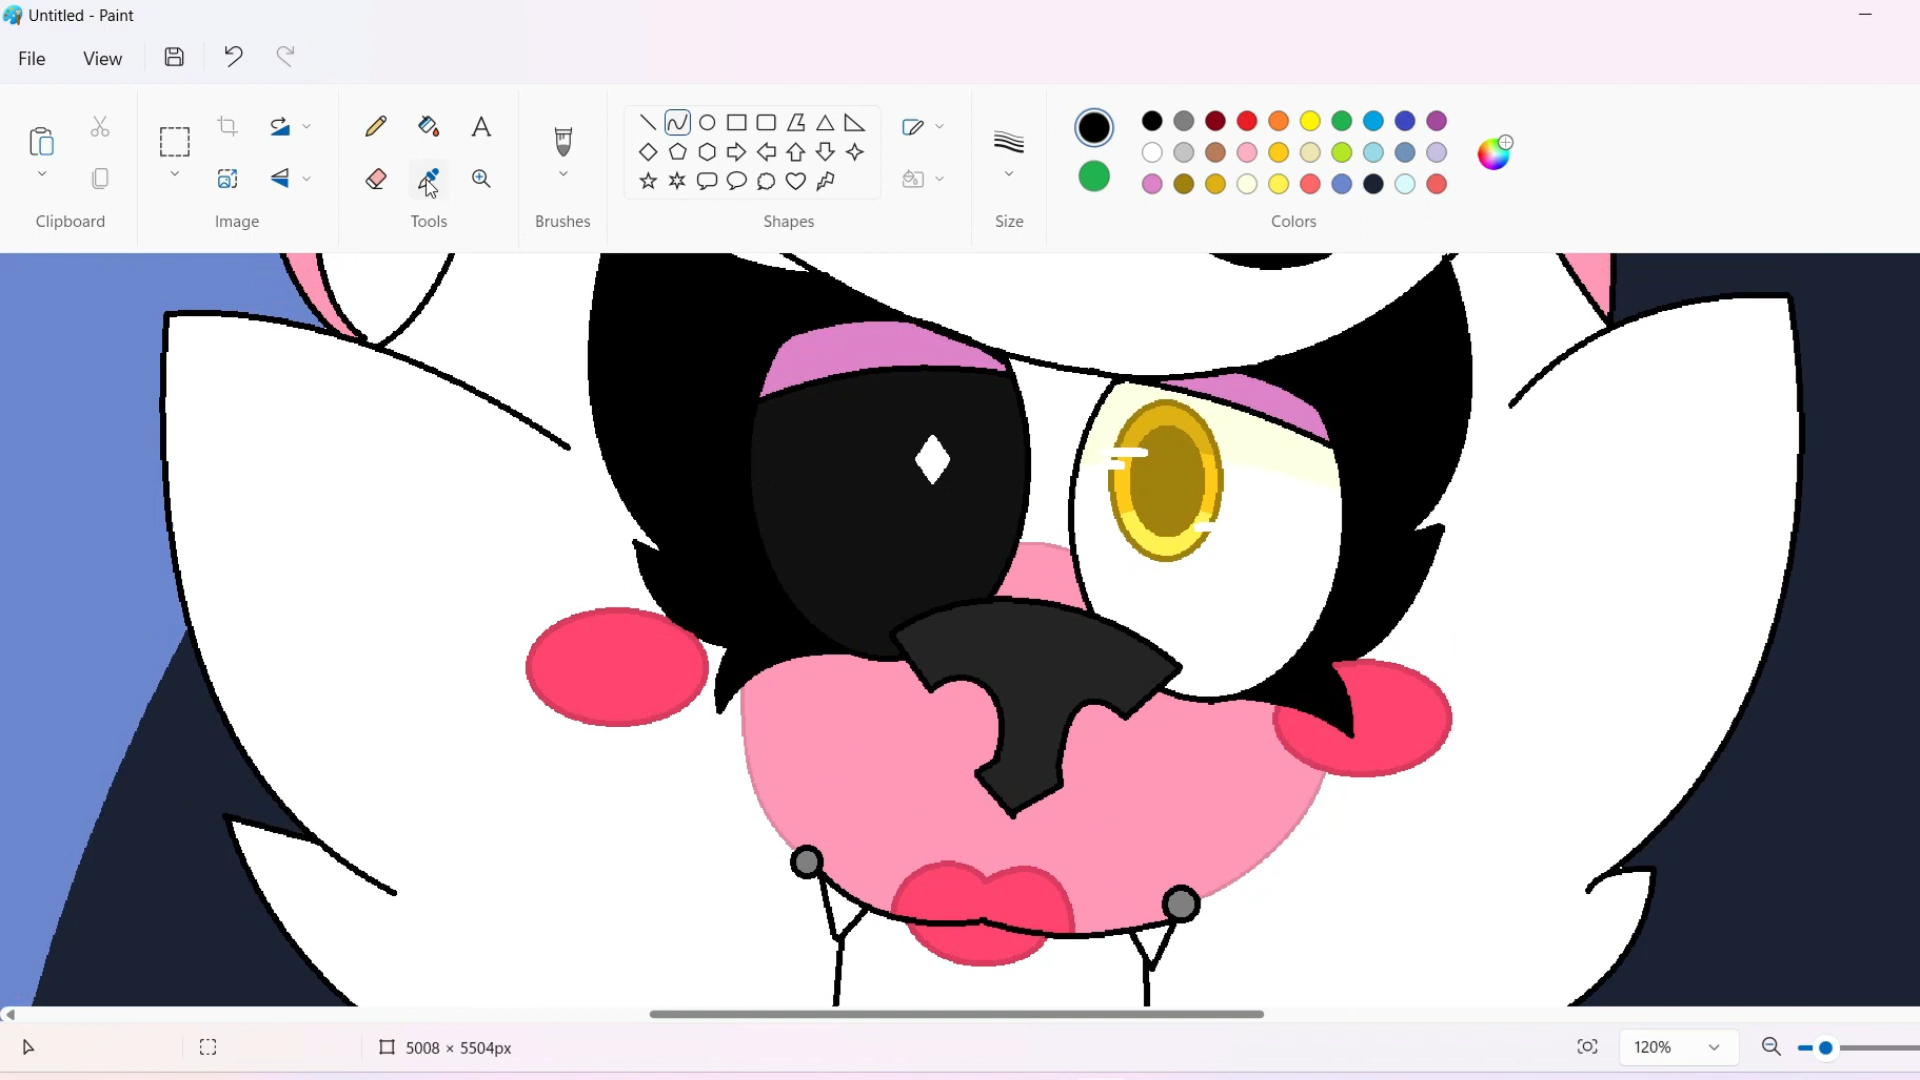 Untitled - Paint
File View
Clipboard Image Tools Brushes Shapes Size Colors
5008 × 5504px
120%